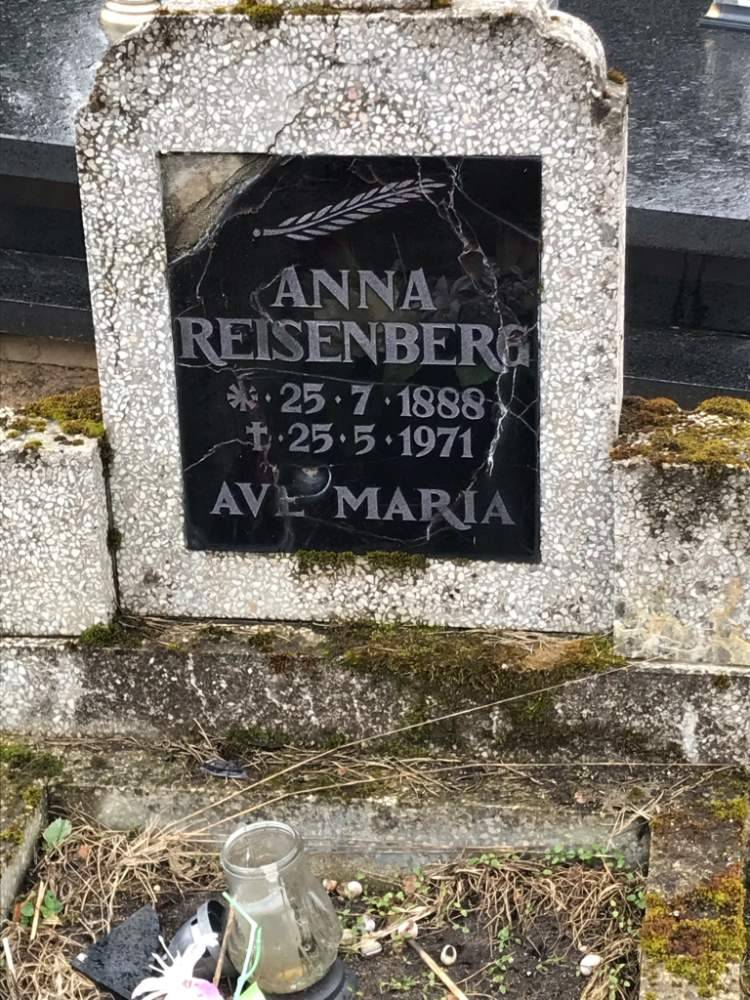 ANNA
REISENBERG
* · 25 · 7 · 1888
† · 25 · 5 · 1971
AVE MARIA